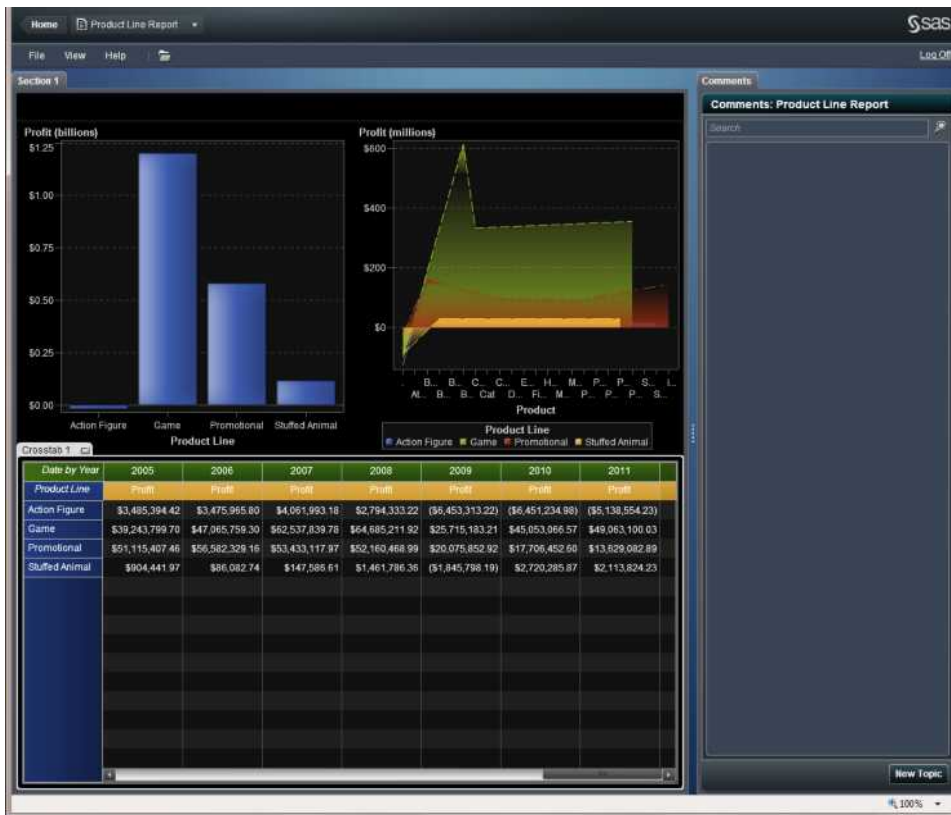 Home Product Line Report
sas
File View Help
Log Off
Section 1
Comments
Comments: Product Line Report
Search
Profit (billions)
$1.25
$1.00
$0.75
$0.50
$0.25
$0.00
Action Figure Game Promotional Stuffed Animal
Product Line
Profit (millions)
$600
$400
$200
$0
. B... B... C... C... E... H... M... P... P... S... I...
At... B... B... Cat D... Fi... M... P... P... P... S...
Product
Product Line
Action Figure Game Promotional Stuffed Animal
Crosstab 1
Date by Year 2005 2006 2007 2008 2009 2010 2011
Product Line Profit Profit Profit Profit Profit Profit Profit
Action Figure $3,485,394.42 $3,475,965.80 $4,061,993.18 $2,794,333.22 ($6,453,313.22) ($6,451,234.98) ($5,138,554.23)
Game $39,243,799.70 $47,065,759.30 $62,537,839.78 $64,685,211.92 $25,715,183.21 $45,053,066.57 $49,063,100.03
Promotional $51,115,407.46 $56,582,329.16 $53,433,117.97 $52,160,468.99 $20,075,852.92 $17,706,452.60 $13,629,082.89
Stuffed Animal $904,441.97 $86,082.74 $147,586.61 $1,461,786.36 ($1,845,798.19) $2,720,285.87 $2,113,824.23
New Topic
100%